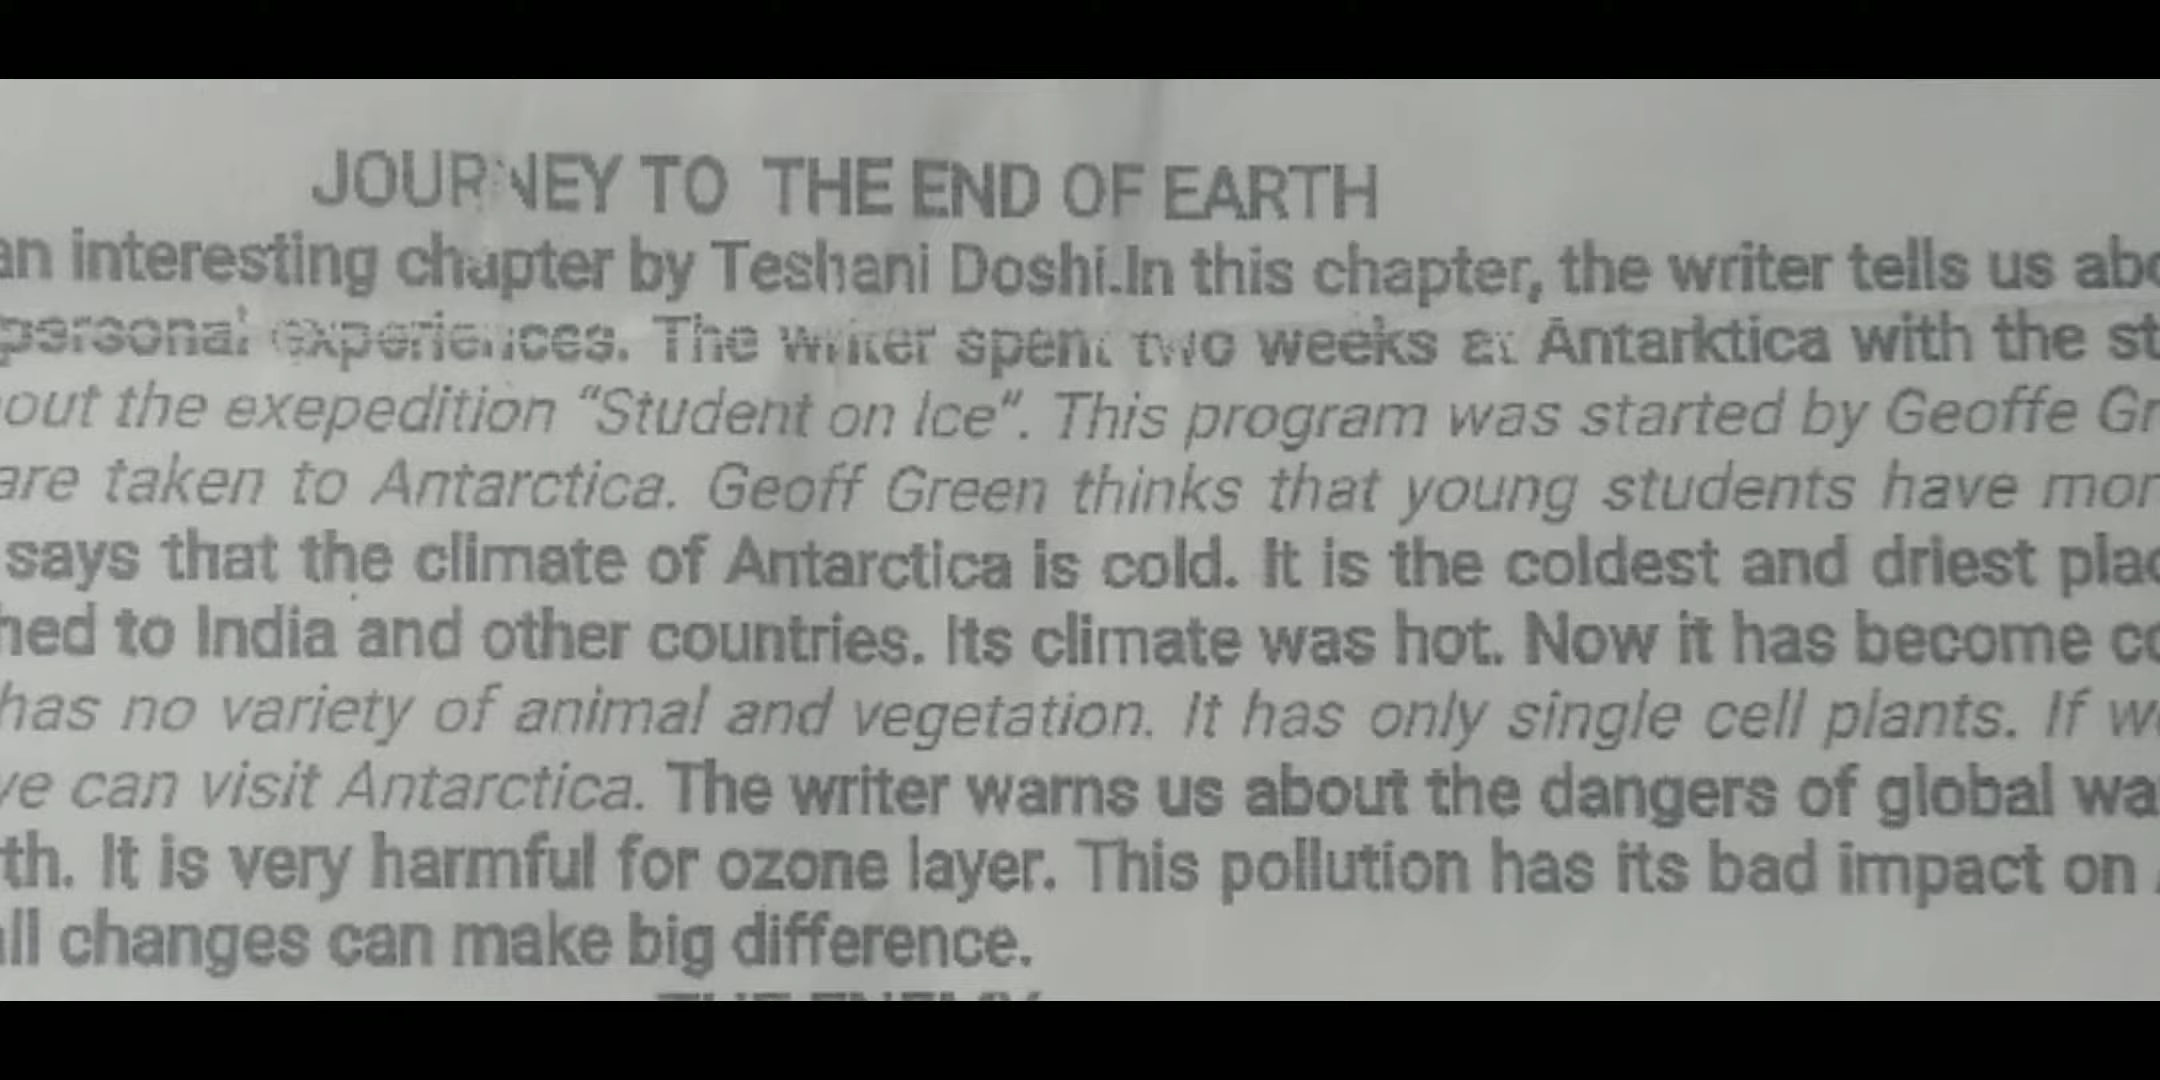 JOURNEY TO THE END OF EARTH
an interesting chapter by Teshani Doshi.In this chapter, the writer tells us abo
personal experiences. The writer spent two weeks at Antarktica with the st
out the exepedition “Student on Ice”. This program was started by Geoffe Gr
are taken to Antarctica. Geoff Green thinks that young students have mor
says that the climate of Antarctica is cold. It is the coldest and driest plac
hed to India and other countries. Its climate was hot. Now it has become co
has no variety of animal and vegetation. It has only single cell plants. If we
ve can visit Antarctica. The writer warns us about the dangers of global wa
th. It is very harmful for ozone layer. This pollution has its bad impact on
all changes can make big difference.
THE ENEMY